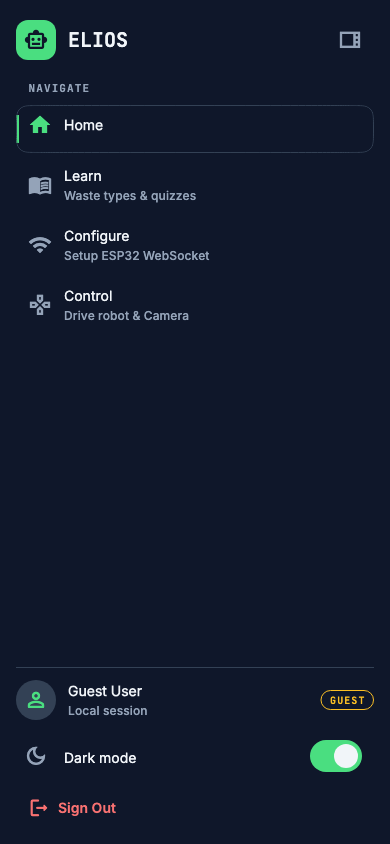 ELIOS
NAVIGATE
Home
Learn
Waste types & quizzes
Configure
Setup ESP32 WebSocket
Control
Drive robot & Camera
Guest User
Local session
GUEST
Dark mode
Sign Out